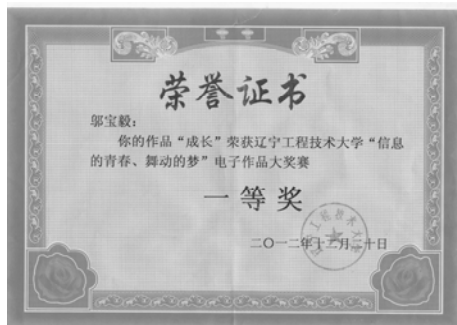 荣誉证书
邬宝毅：
你的作品“成长”荣获辽宁工程技术大学“信息
的青春、舞动的梦”电子作品大奖赛
一等奖
二〇一二年十二月二十日